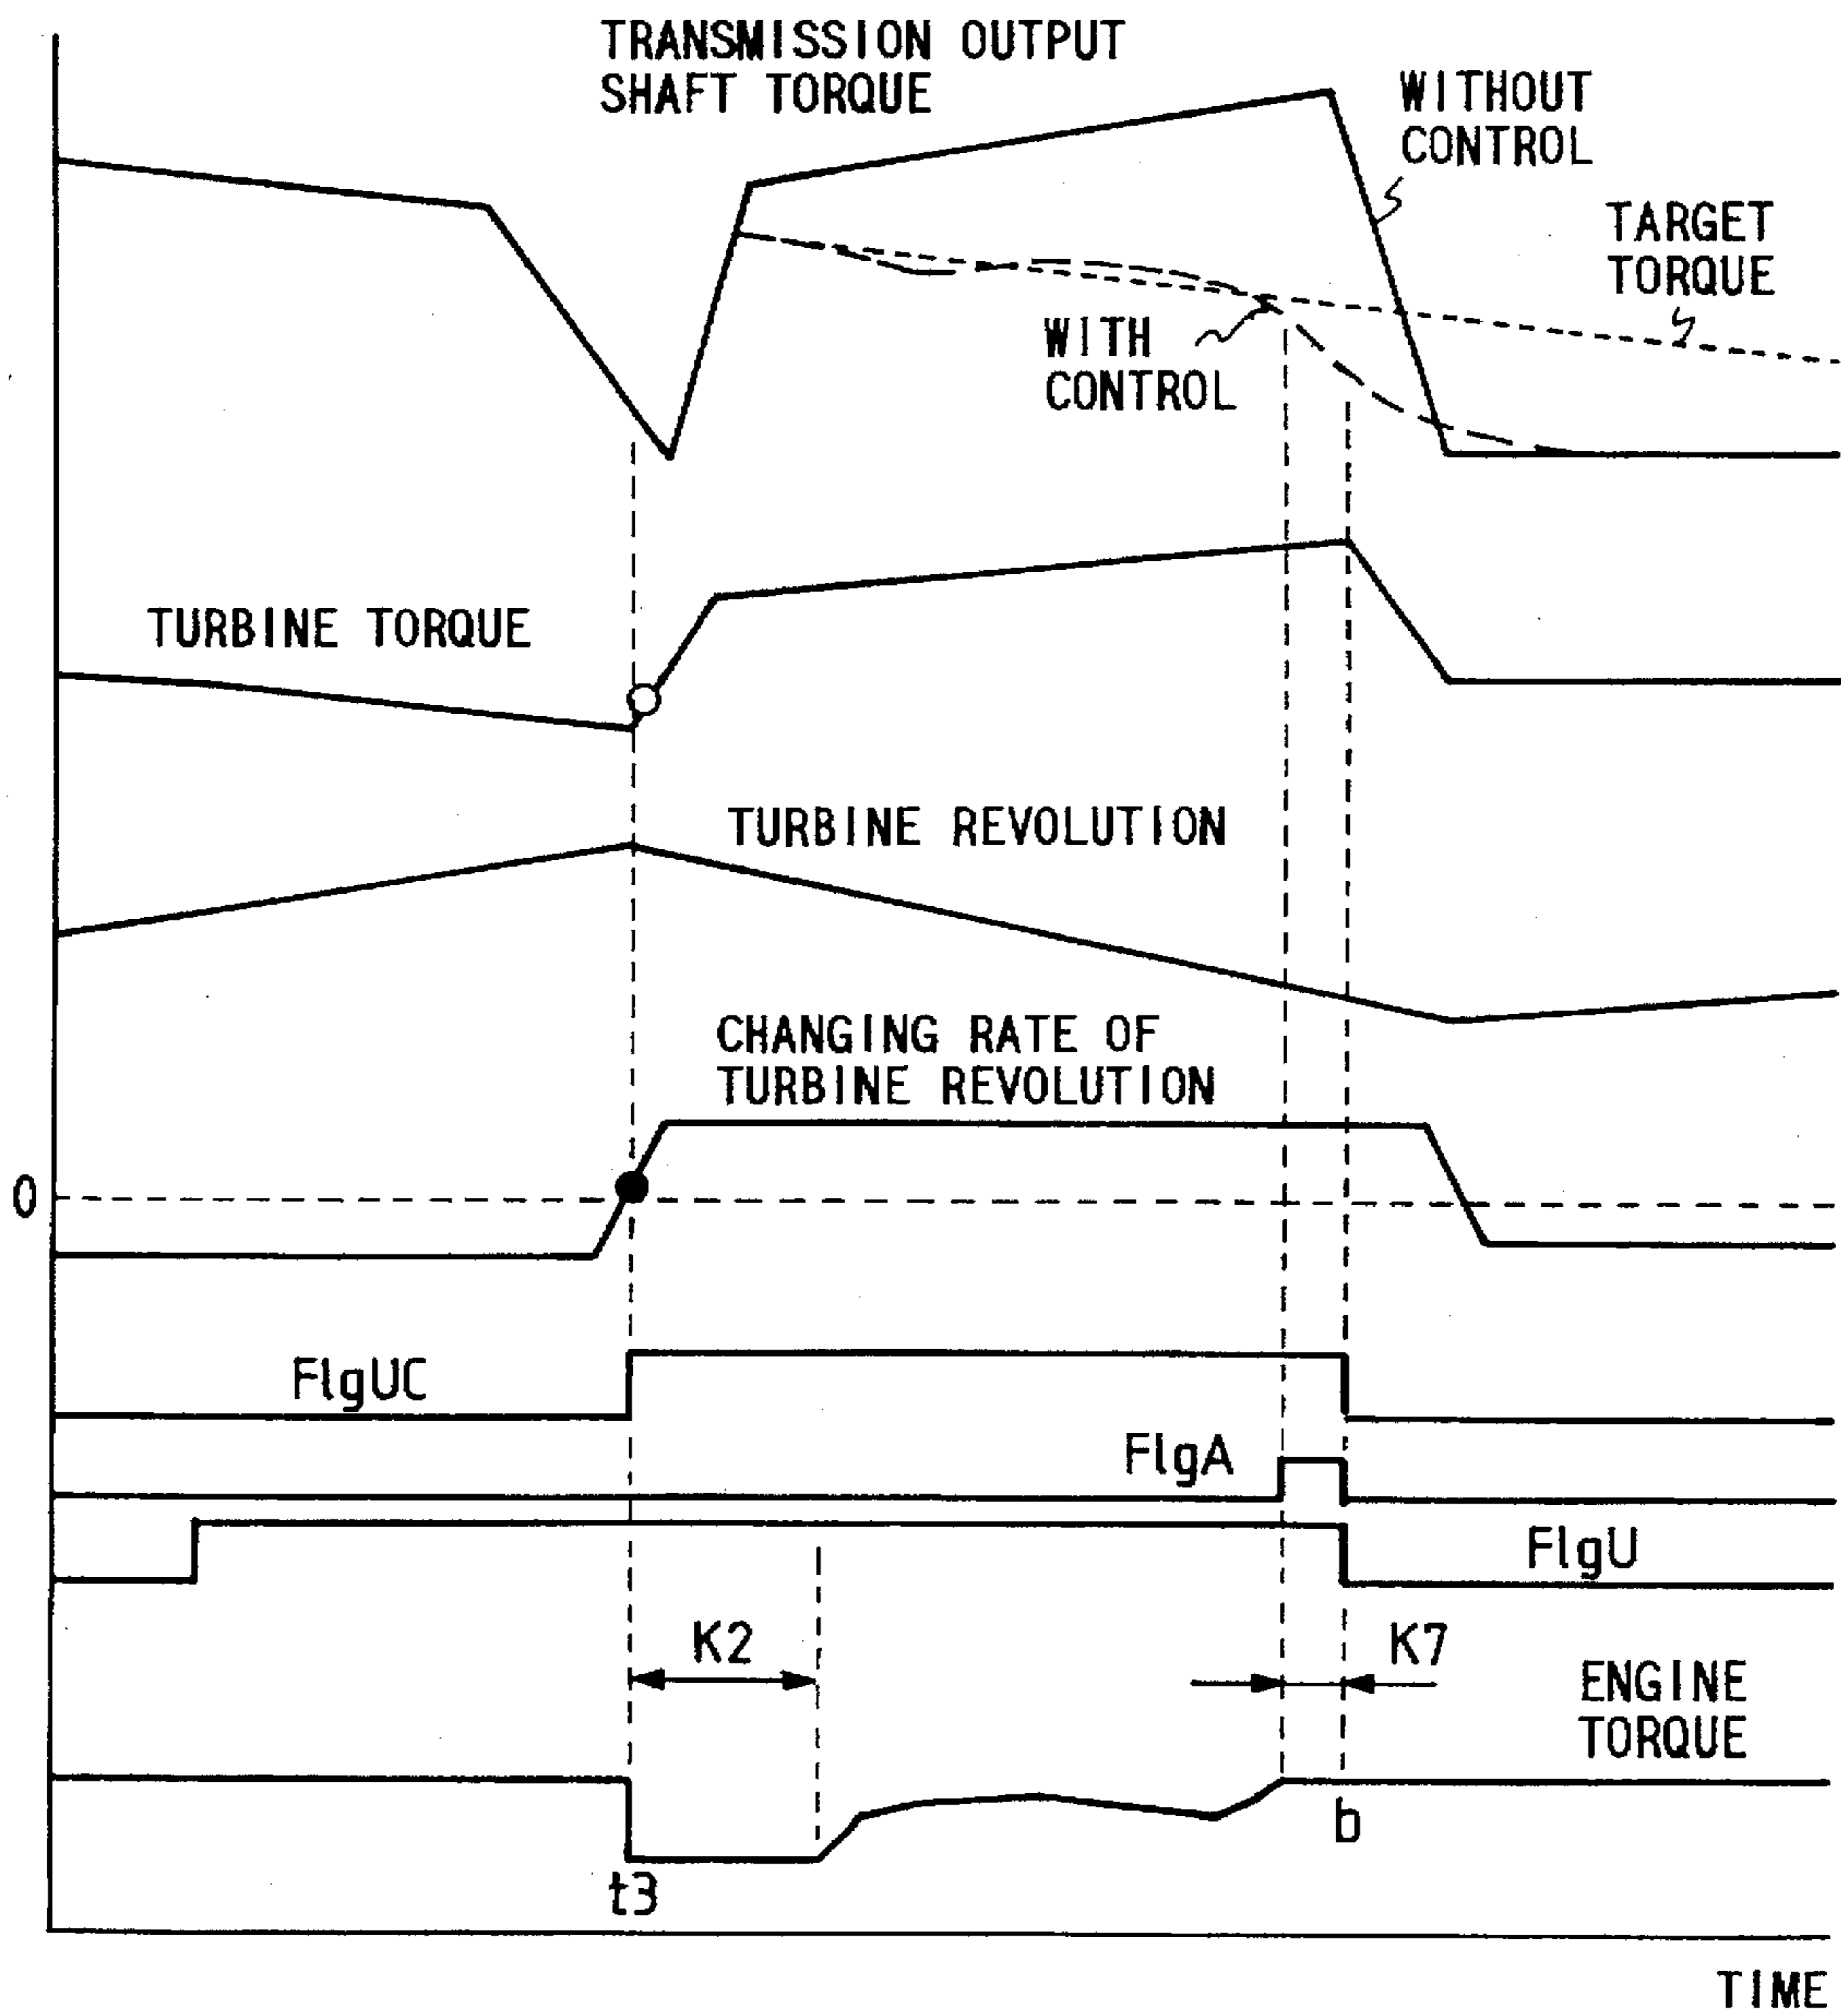 TRANSMISSION OUTPUT
SHAFT TORQUE
WITHOUT
CONTROL
TARGET
TORQUE
WITH
CONTROL
TURBINE TORQUE
TURBINE REVOLUTION
CHANGING RATE OF
TURBINE REVOLUTION
0
FlgUC
FlgA
FlgU
K2
K7
ENGINE
TORQUE
b
t3
TIME